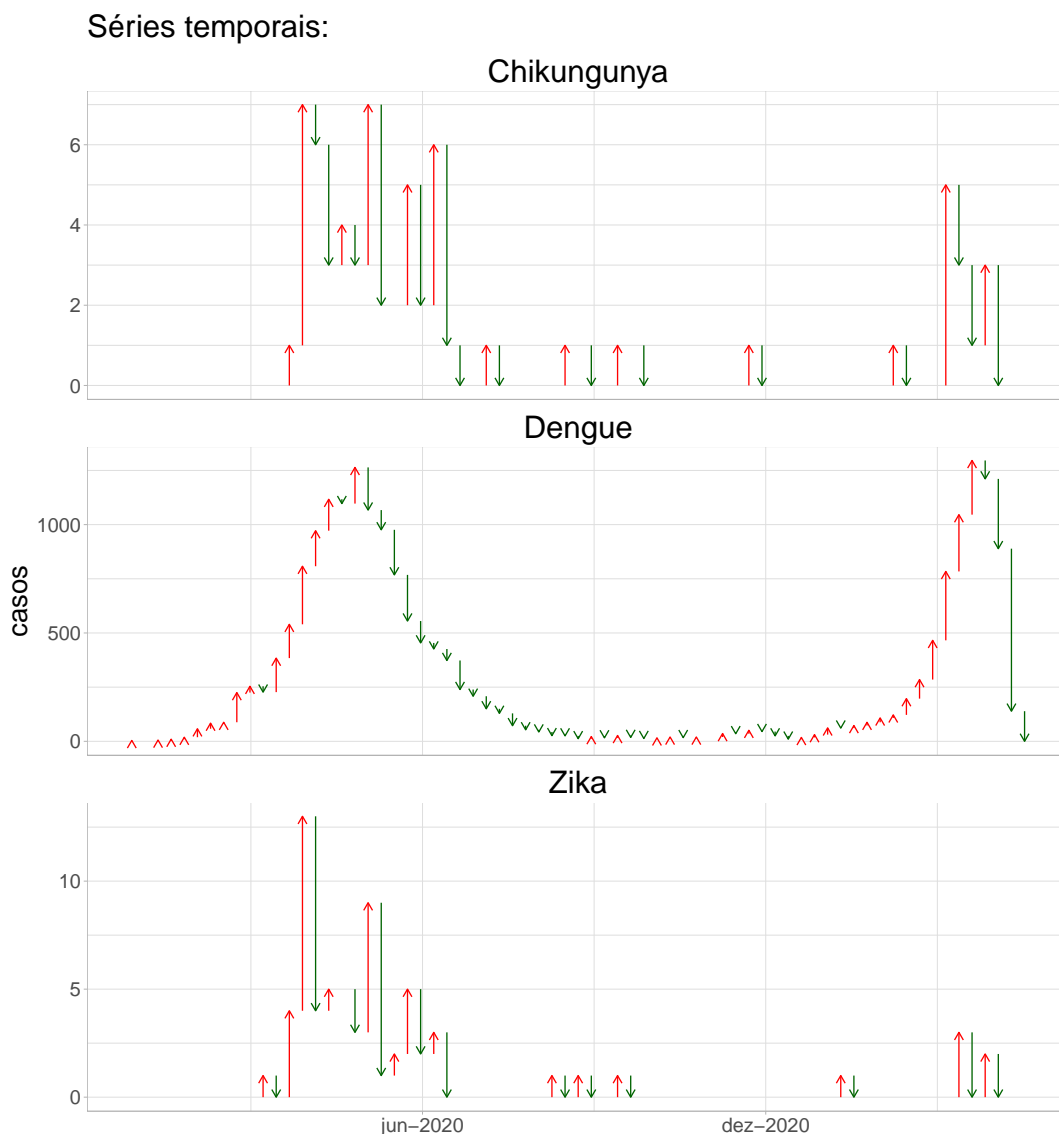 Séries temporais:
Chikungunya
6
4
2
0
Dengue
1000
500
0
casos
Zika
10
5
0
jun−2020
dez−2020